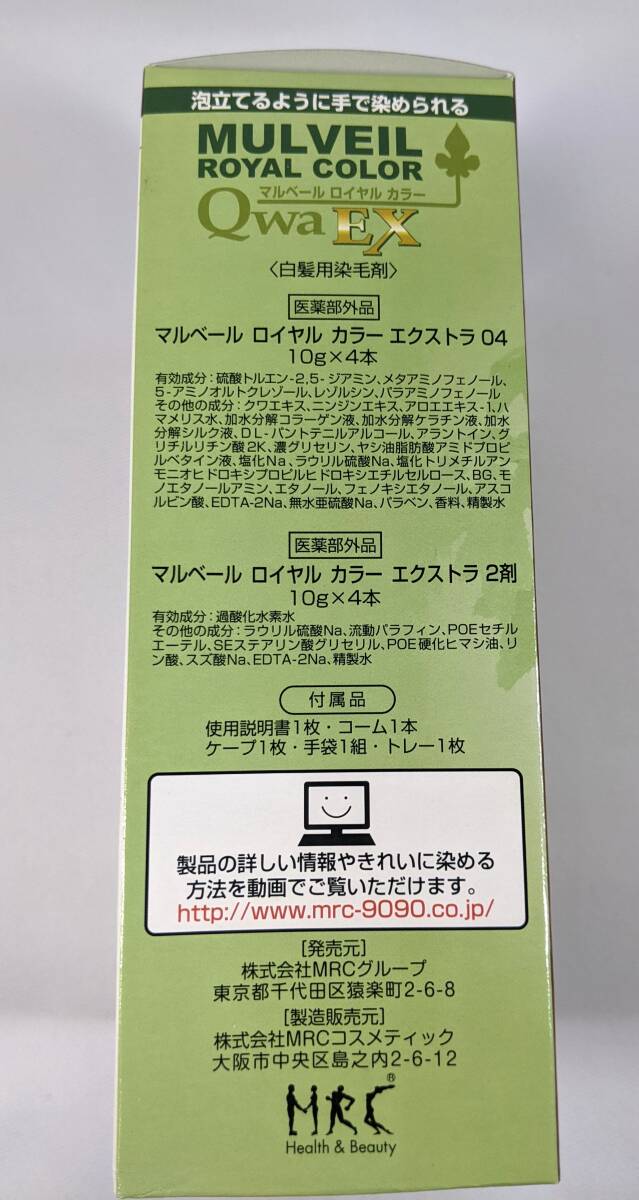 泡立てるように手で染められる
MULVEIL
ROYAL COLOR
マルベール ロイヤル カラー
Qwa EX
〈白髪用染毛剤〉
医薬部外品
マルベール ロイヤル カラー エクストラ 04
10g×4本
有効成分：硫酸トルエン-2,5-ジアミン、メタアミノフェノール、
5-アミノオルトクレゾール、レゾルシン、パラアミノフェノール
その他の成分：クワエキス、ニンジンエキス、アロエエキス-1、ハ
マメリス水、加水分解コラーゲン液、加水分解ケラチン液、加水
分解シルク液、DL-パントテニルアルコール、アラントイン、グ
リチルリチン酸2K、濃グリセリン、ヤシ油脂肪酸アミドプロピ
ルベタイン液、塩化Na、ラウリル硫酸Na、塩化トリメチルアン
モニオヒドロキシプロピルヒドロキシエチルセルロース、BG、モ
ノエタノールアミン、エタノール、フェノキシエタノール、アスコ
ルビン酸、EDTA-2Na、無水亜硫酸Na、パラベン、香料、精製水
医薬部外品
マルベール ロイヤル カラー エクストラ 2剤
10g×4本
有効成分：過酸化水素水
その他の成分：ラウリル硫酸Na、流動パラフィン、POEセチル
エーテル、SEステアリン酸グリセリル、POE硬化ヒマシ油、リ
ン酸、スズ酸Na、EDTA-2Na、精製水
付属品
使用説明書1枚・コーム1本
ケープ1枚・手袋1組・トレー1枚
製品の詳しい情報やきれいに染める
方法を動画でご覧いただけます。
http://www.mrc-9090.co.jp/
[発売元]
株式会社MRCグループ
東京都千代田区猿楽町2-6-8
[製造販売元]
株式会社MRCコスメティック
大阪市中央区島之内2-6-12
MRC®
Health & Beauty